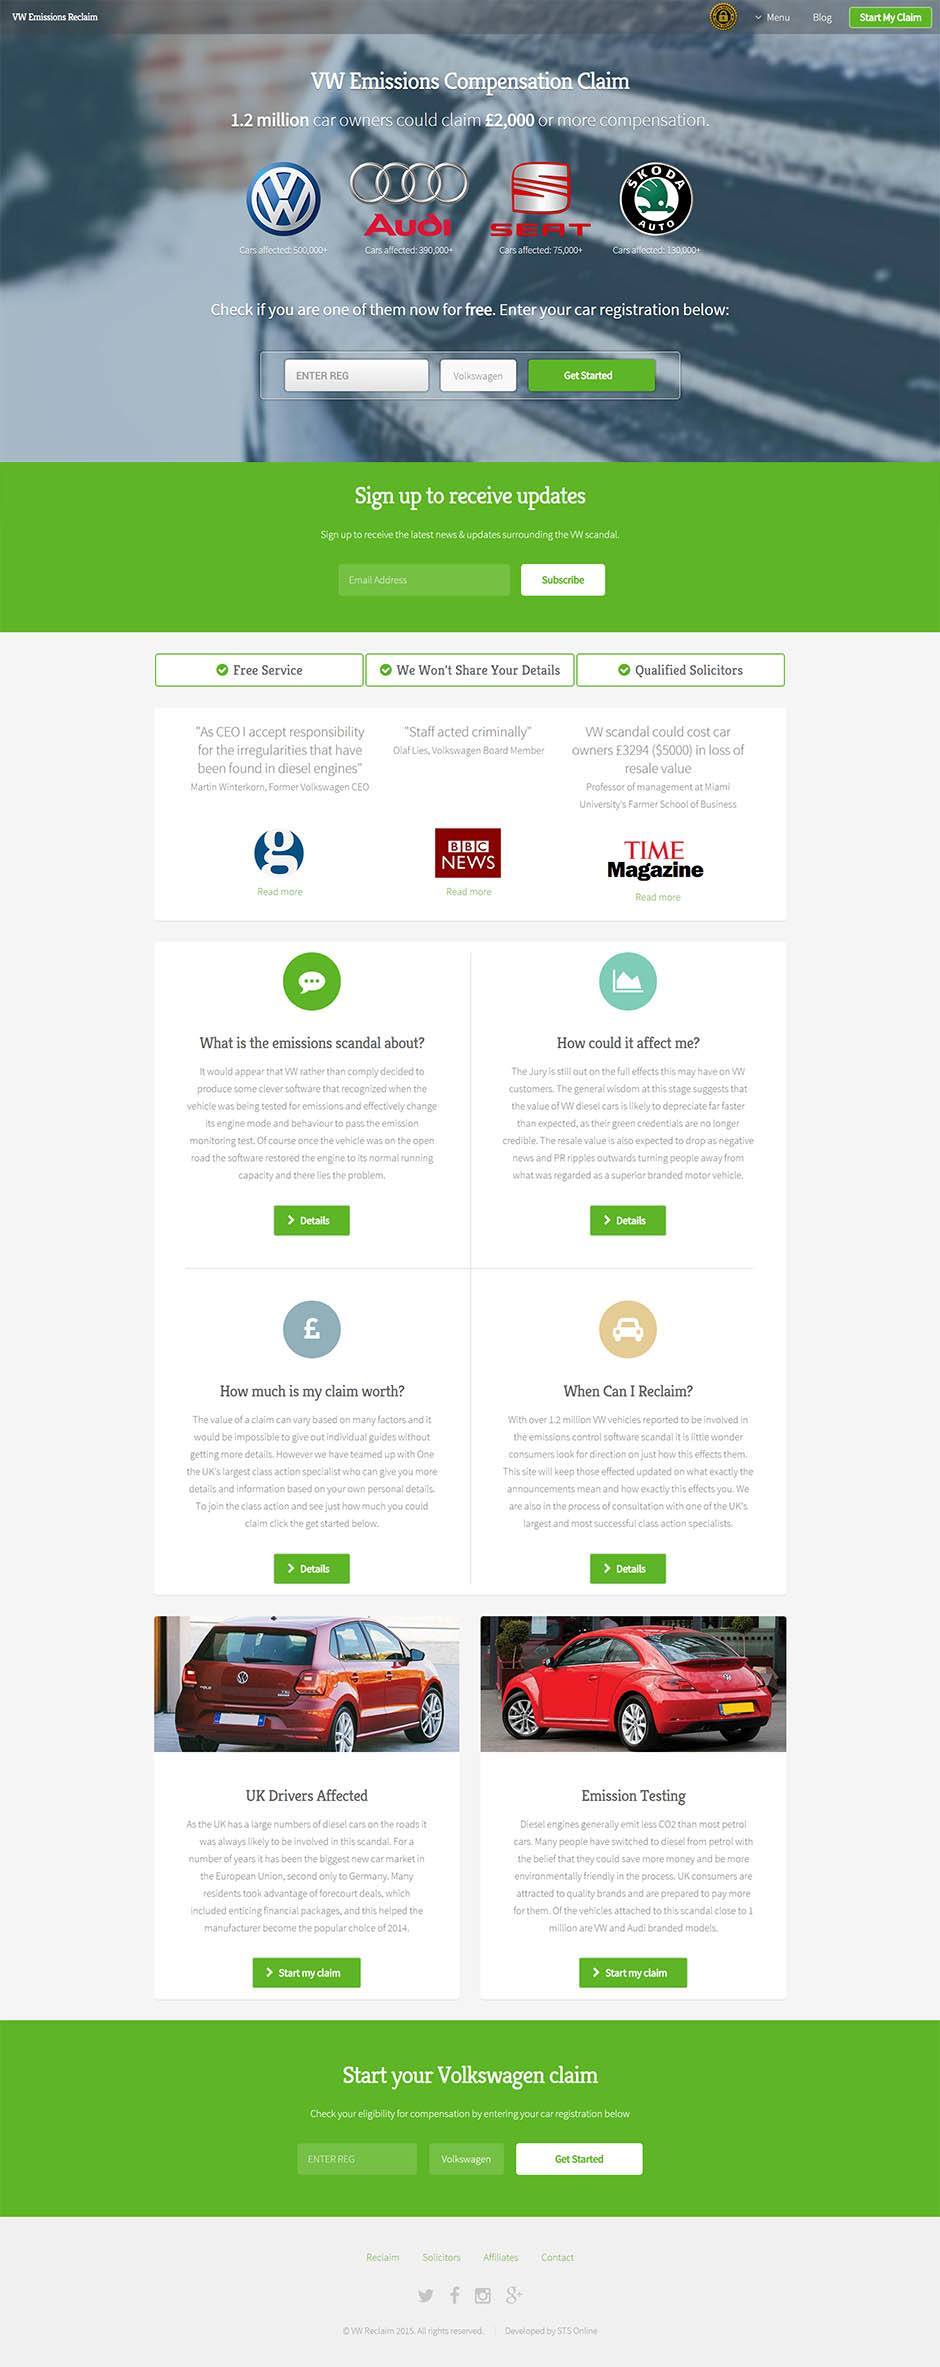 VW Emissions Reclaim
Menu
Blog
Start My Claim
VW Emissions Compensation Claim
1.2 million car owners could claim £2,000 or more compensation.
Audi
SEAT
ŠKODA
AUTO
Cars affected: 500,000+
Cars affected: 390,000+
Cars affected: 75,000+
Cars affected: 130,000+
Check if you are one of them now for free. Enter your car registration below:
ENTER REG
Volkswagen
Get Started
Sign up to receive updates
Sign up to receive the latest news & updates surrounding the VW scandal.
Email Address
Subscribe
Free Service
We Won't Share Your Details
Qualified Solicitors
"As CEO I accept responsibility
for the irregularities that have
been found in diesel engines"
Martin Winterkorn, Former Volkswagen CEO
g
Read more
"Staff acted criminally"
Olaf Lies, Volkswagen Board Member
BBC
NEWS
Read more
VW scandal could cost car
owners £3294 ($5000) in loss of
resale value
Professor of management at Miami
University's Farmer School of Business
TIME
Magazine
Read more
What is the emissions scandal about?
It would appear that VW rather than comply decided to
produce some clever software that recognized when the
vehicle was being tested for emissions and effectively change
its engine mode and behaviour to pass the emission
monitoring test. Of course once the vehicle was on the open
road the software restored the engine to its normal running
capacity and there lies the problem.
Details
How could it affect me?
The Jury is still out on the full effects this may have on VW
customers. The general wisdom at this stage suggests that
the value of VW diesel cars is likely to depreciate far faster
than expected, as their green credentials are no longer
credible. The resale value is also expected to drop as negative
news and PR ripples outwards turning people away from
what was regarded as a superior branded motor vehicle.
Details
£
How much is my claim worth?
The value of a claim can vary based on many factors and it
would be impossible to give out individual guides without
getting more details. However we have teamed up with One
the UK's largest class action specialist who can give you more
details and information based on your own personal details.
To join the class action and see just how much you could
claim click the get started below.
Details
When Can I Reclaim?
With over 1.2 million VW vehicles reported to be involved in
the emissions control software scandal it is little wonder
consumers look for direction on just how this effects them.
This site will keep those effected updated on what exactly the
announcements mean and how exactly this effects you. We
are also in the process of consultation with one of the UK's
largest and most successful class action specialists.
Details
UK Drivers Affected
As the UK has a large numbers of diesel cars on the roads it
was always likely to be involved in this scandal. For a
number of years it has been the biggest new car market in
the European Union, second only to Germany. Many
residents took advantage of forecourt deals, which
included enticing financial packages, and this helped the
manufacturer become the popular choice of 2014.
Start my claim
Emission Testing
Diesel engines generally emit less CO2 than most petrol
cars. Many people have switched to diesel from petrol with
the belief that they could save more money and be more
environmentally friendly in the process. UK consumers are
attracted to quality brands and are prepared to pay more
for them. Of the vehicles attached to this scandal close to 1
million are VW and Audi branded models.
Start my claim
Start your Volkswagen claim
Check your eligibility for compensation by entering your car registration below
ENTER REG
Volkswagen
Get Started
Reclaim
Solicitors
Affiliates
Contact
© VW Reclaim 2015. All rights reserved.
Developed by STS Online